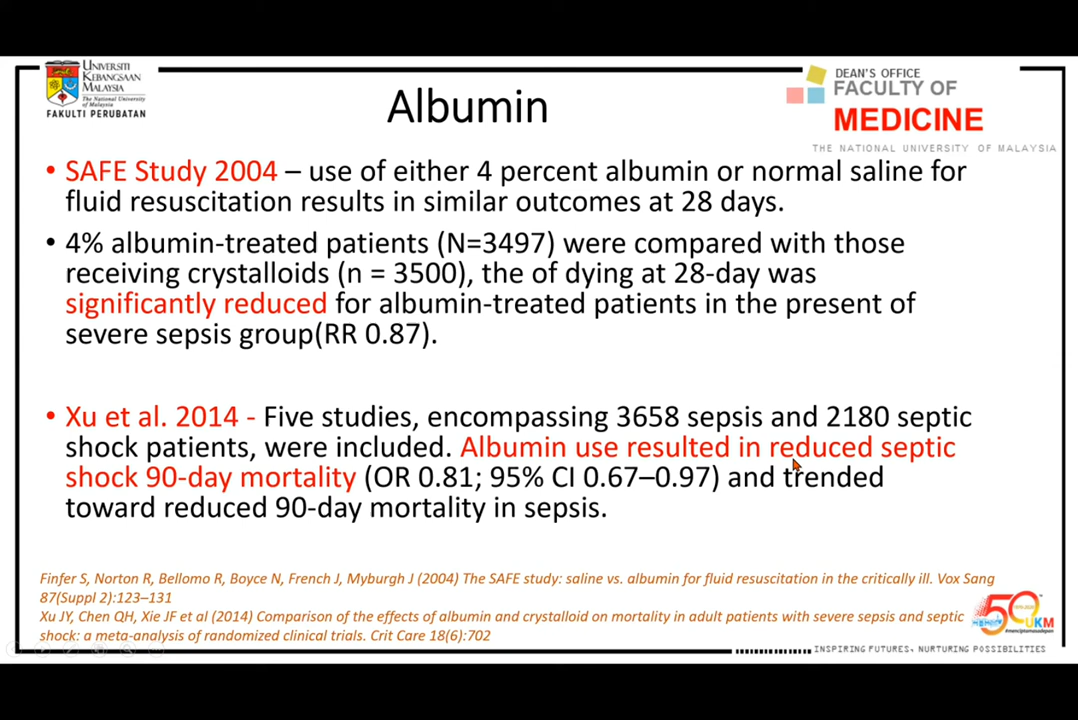 UNIVERSITI
KEBANGSAAN
MALAYSIA
The National University
of Malaysia
FAKULTI PERUBATAN
Albumin
DEAN'S OFFICE
FACULTY OF
MEDICINE
THE NATIONAL UNIVERSITY OF MALAYSIA
• SAFE Study 2004 – use of either 4 percent albumin or normal saline for
fluid resuscitation results in similar outcomes at 28 days.
• 4% albumin-treated patients (N=3497) were compared with those
receiving crystalloids (n = 3500), the of dying at 28-day was
significantly reduced for albumin-treated patients in the present of
severe sepsis group(RR 0.87).
• Xu et al. 2014 - Five studies, encompassing 3658 sepsis and 2180 septic
shock patients, were included. Albumin use resulted in reduced septic
shock 90-day mortality (OR 0.81; 95% CI 0.67–0.97) and trended
toward reduced 90-day mortality in sepsis.
Finfer S, Norton R, Bellomo R, Boyce N, French J, Myburgh J (2004) The SAFE study: saline vs. albumin for fluid resuscitation in the critically ill. Vox Sang
87(Suppl 2):123–131
Xu JY, Chen QH, Xie JF et al (2014) Comparison of the effects of albumin and crystalloid on mortality in adult patients with severe sepsis and septic
shock: a meta-analysis of randomized clinical trials. Crit Care 18(6):702
50
UKM
INSPIRING FUTURES, NURTURING POSSIBILITIES